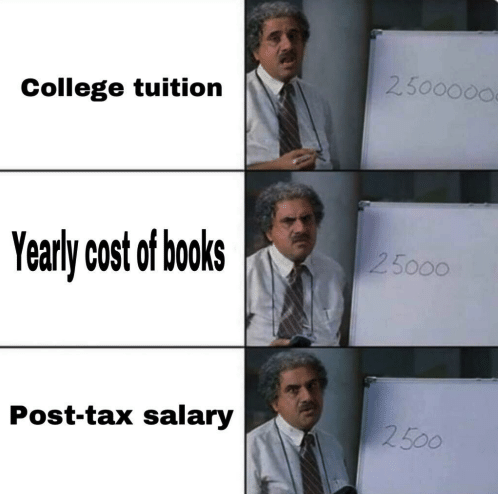 College tuition
2500000
Yearly cost of books
25000
Post-tax salary
2500